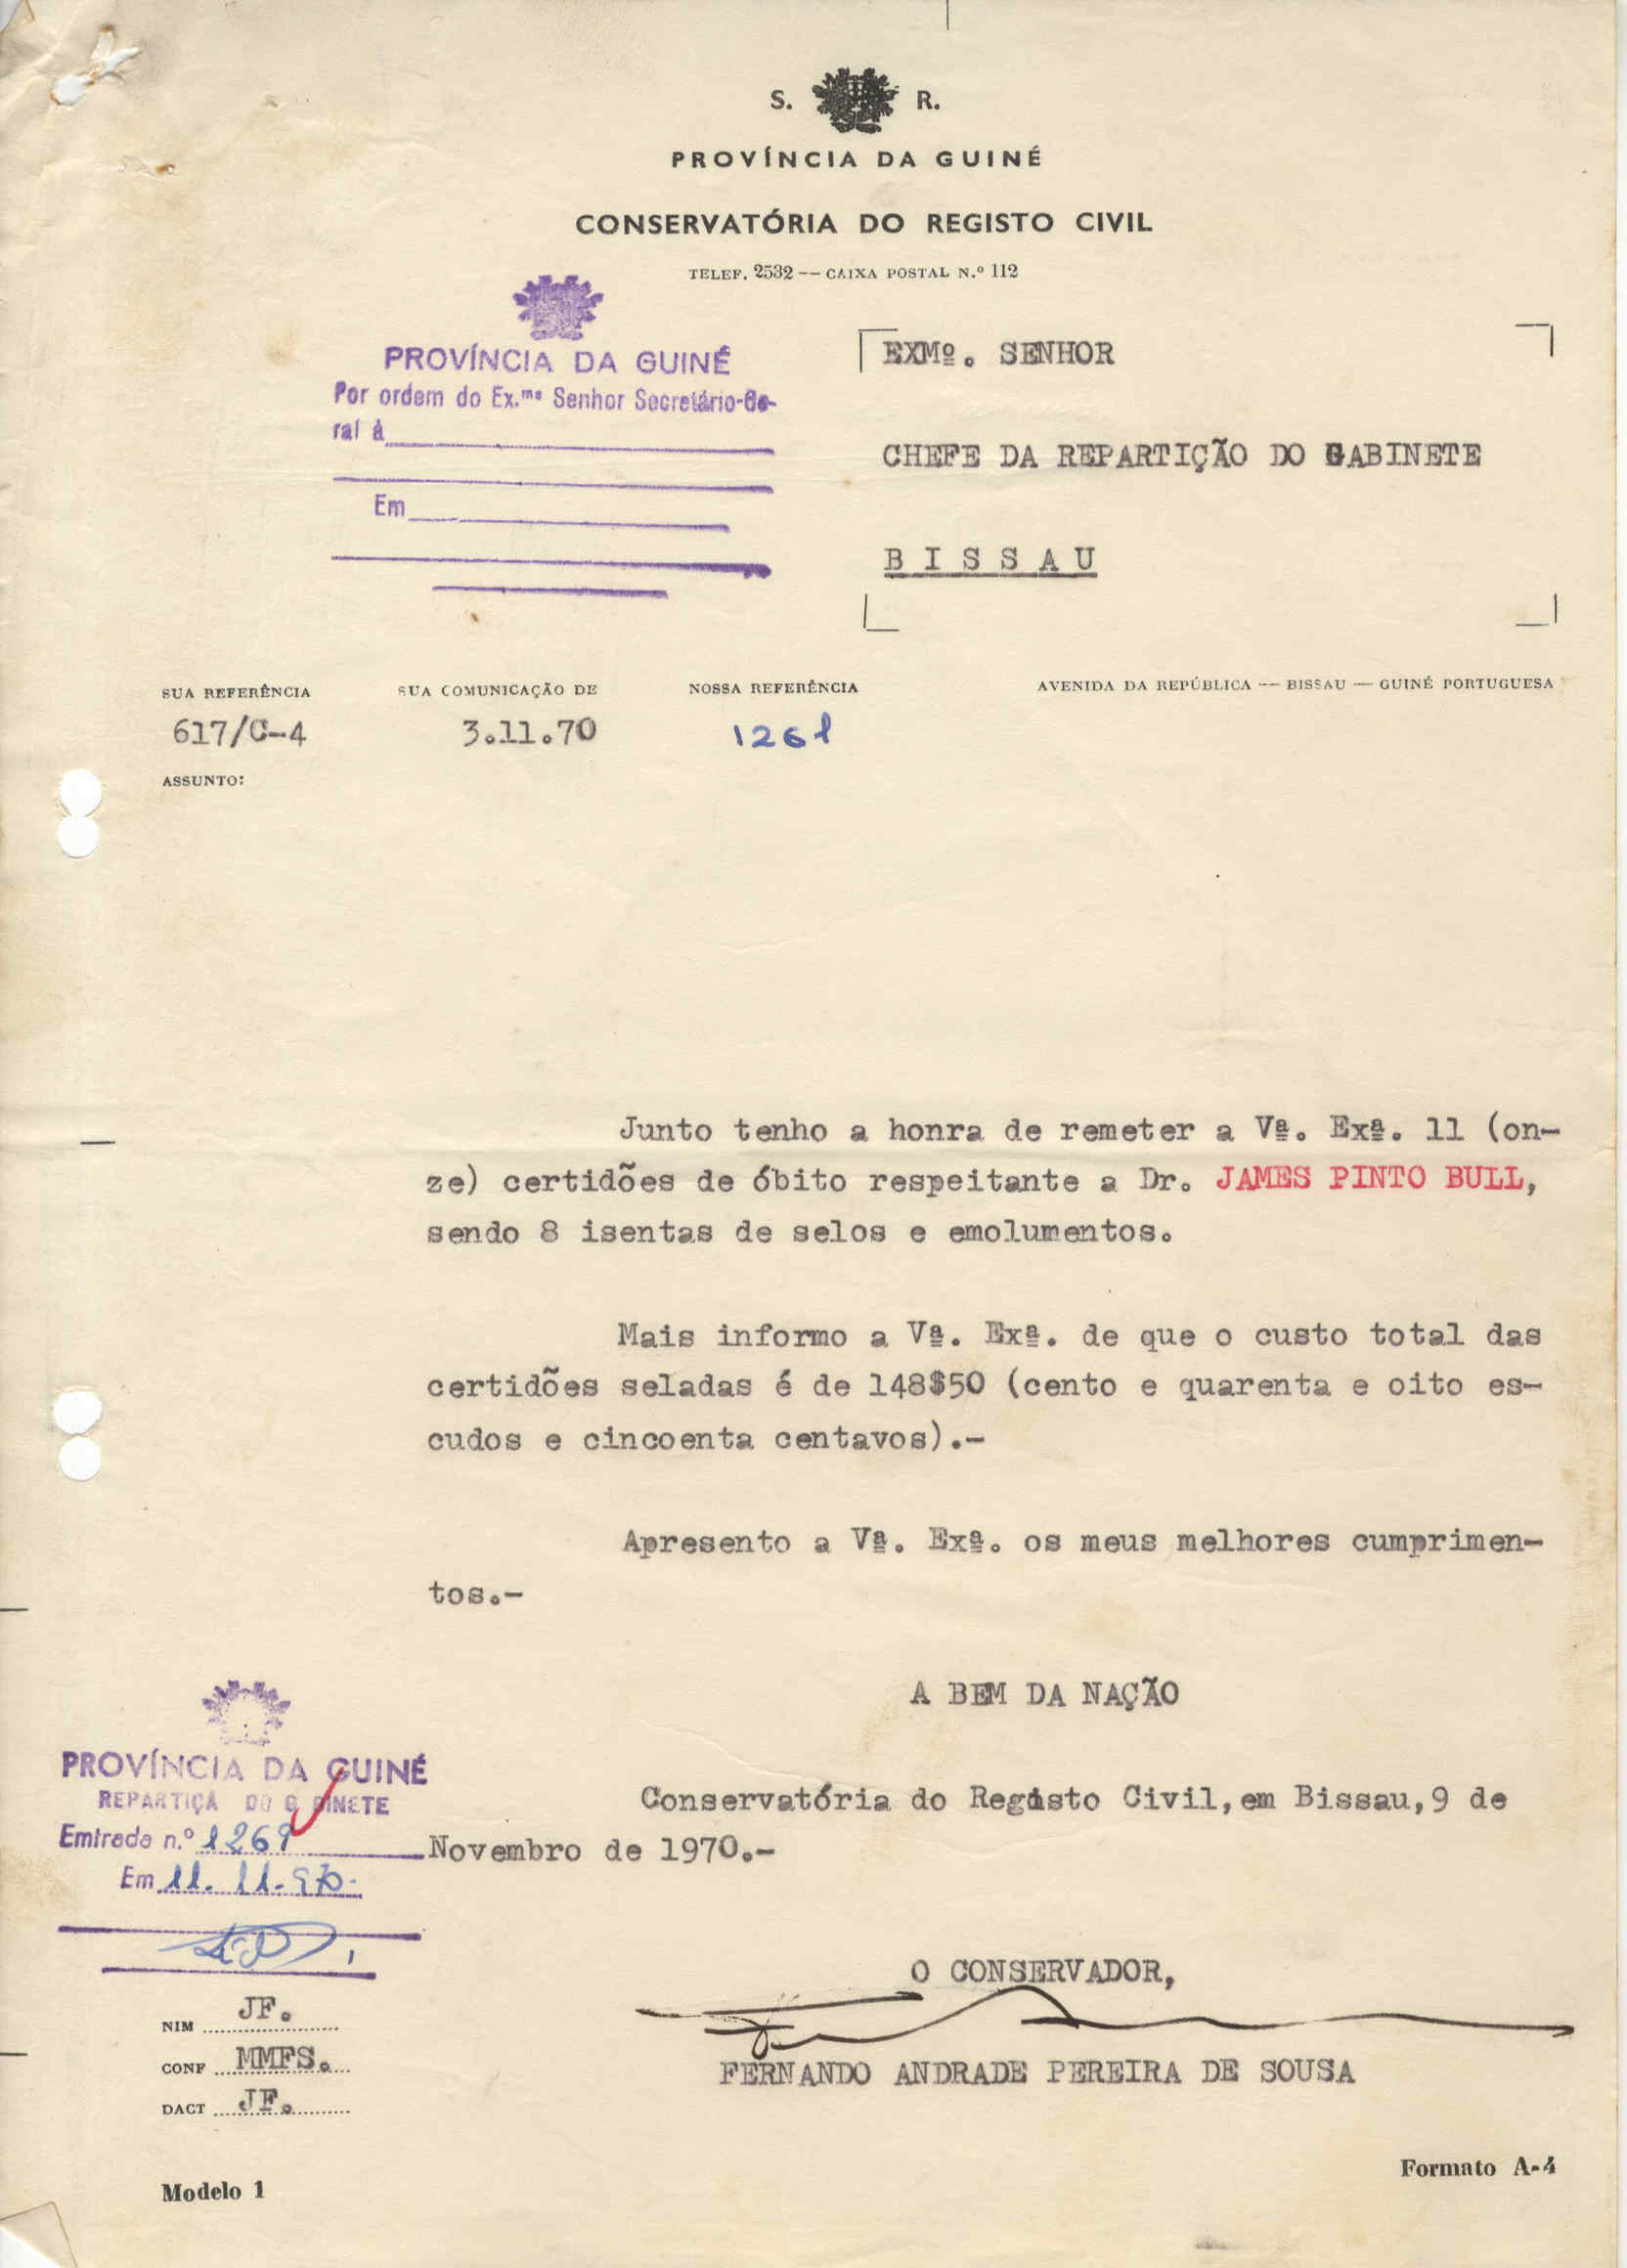 S. R.
PROVÍNCIA DA GUINÉ
CONSERVATÓRIA DO REGISTO CIVIL
TELEF. 2532 — CAIXA POSTAL N.º 112
PROVÍNCIA DA GUINÉ
Por ordem do Ex.mo Senhor Secretário-Ge-
ral à
Em
EXMº. SENHOR
CHEFE DA REPARTIÇÃO DO GABINETE
B I S S A U
SUA REFERÊNCIA SUA COMUNICAÇÃO DE NOSSA REFERÊNCIA AVENIDA DA REPÚBLICA — BISSAU — GUINÉ PORTUGUESA
617/C-4 3.11.70 1261
ASSUNTO:
Junto tenho a honra de remeter a Vª. Exª. 11 (on-
ze) certidões de óbito respeitante a Dr. JAMES PINTO BULL,
sendo 8 isentas de selos e emolumentos.
Mais informo a Vª. Exª. de que o custo total das
certidões seladas é de 148$50 (cento e quarenta e oito es-
cudos e cincoenta centavos).-
Apresento a Vª. Exª. os meus melhores cumprimen-
tos.-
A BEM DA NAÇÃO
Conservatória do Registo Civil, em Bissau, 9 de
Novembro de 1970.-
PROVÍNCIA DA GUINÉ
REPARTIÇÃ DO G BINETE
Entrada n.º 1269
Em 11. 11. 970.
O CONSERVADOR,
FERNANDO ANDRADE PEREIRA DE SOUSA
NIM JF.
CONF MMFS.
DACT JF.
Modelo 1
Formato A-4